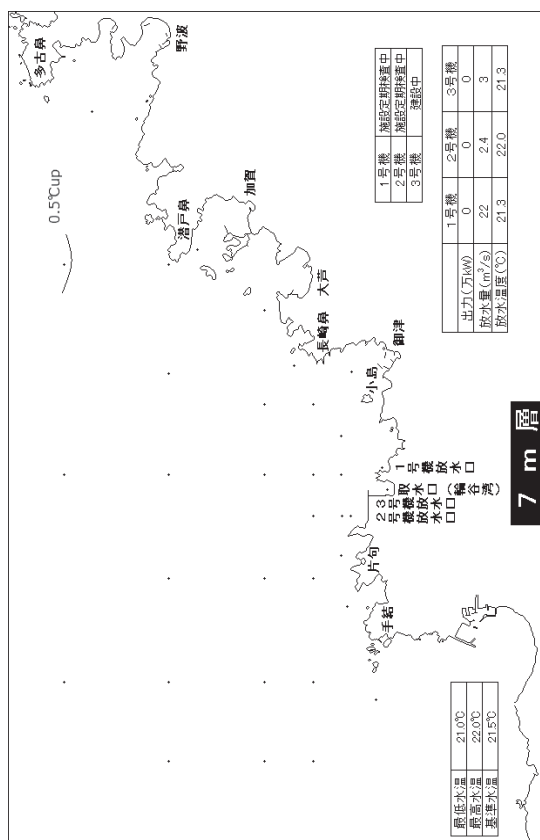 0.5℃up
多古鼻
野波
潜戸鼻
加賀
大芦
長崎鼻
御津
小島
1号機放水口
取水口(輪谷湾)
3号機放水口
2号機放水口
片句
手結
1号機 施設定期検査中
2号機 施設定期検査中
3号機 建設中
1号機 2号機 3号機
出力(万kW) 0 0 0
放水量(m³/s) 22 2.4 3
放水温度(℃) 21.3 22.0 21.3
7m層
最低水温 21.0℃
最高水温 22.0℃
基準水温 21.5℃